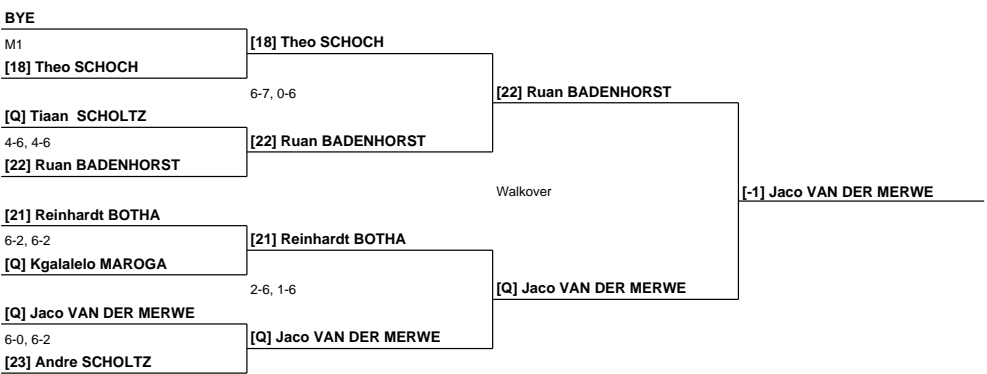 BYE
M1
[18] Theo SCHOCH
[18] Theo SCHOCH
6-7, 0-6
[22] Ruan BADENHORST
[Q] Tiaan  SCHOLTZ
4-6, 4-6
[22] Ruan BADENHORST
[22] Ruan BADENHORST
Walkover
[-1] Jaco VAN DER MERWE
[21] Reinhardt BOTHA
6-2, 6-2
[21] Reinhardt BOTHA
[Q] Kgalalelo MAROGA
2-6, 1-6
[Q] Jaco VAN DER MERWE
[Q] Jaco VAN DER MERWE
6-0, 6-2
[Q] Jaco VAN DER MERWE
[23] Andre SCHOLTZ